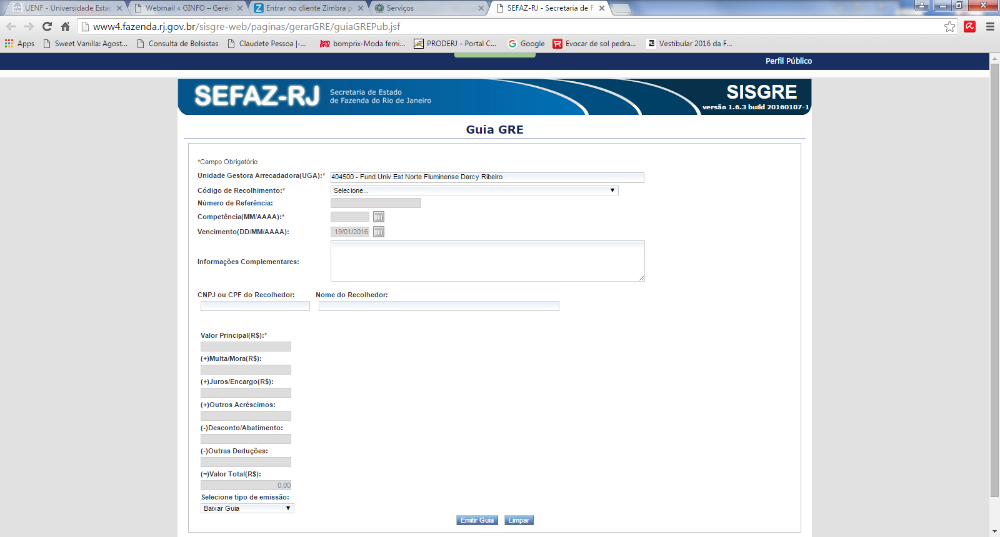 UENF - Universidade Estac
Webmail « GINFO – Gerên
Entrar no cliente Zimbra p
Serviços
SEFAZ-RJ - Secretaria de F
www4.fazenda.rj.gov.br/sisgre-web/paginas/gerarGRE/guiaGREPub.jsf
Apps
Sweet Vanilla: Agost...
Consulta de Bolsistas
Claudete Pessoa |-...
bomprix-Moda femi...
PRODERJ - Portal C...
Google
Evocar de sol pedra...
Vestibular 2016 da F...
Perfil Público
SEFAZ-RJ
Secretaria de Estado
de Fazenda do Rio de Janeiro
SISGRE
versão 1.6.3 build 20160107-1
Guia GRE
*Campo Obrigatório
Unidade Gestora Arrecadadora(UGA):* 404500 - Fund Univ Est Norte Fluminense Darcy Ribeiro
Código de Recolhimento:* Selecione...
Número de Referência:
Competência(MM/AAAA):*
Vencimento(DD/MM/AAAA): 19/01/2016
Informações Complementares:
CNPJ ou CPF do Recolhedor: Nome do Recolhedor:
Valor Principal(R$):*
(+)Multa/Mora(R$):
(+)Juros/Encargo(R$):
(+)Outros Acréscimos:
(-)Desconto/Abatimento:
(-)Outras Deduções:
(=)Valor Total(R$):
0,00
Selecione tipo de emissão:
Baixar Guia
Emitir Guia Limpar